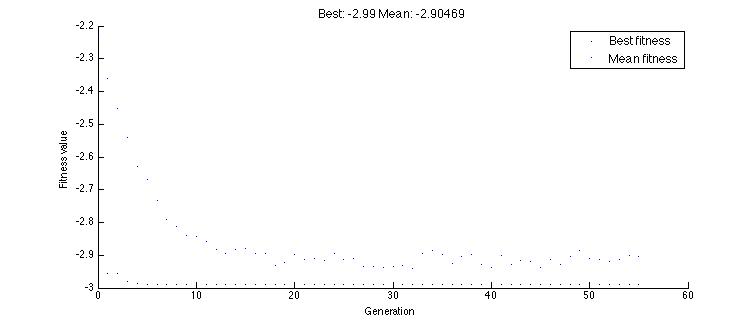 Best: -2.99 Mean: -2.90469
Best fitness
Mean fitness
Fitness value
-2.2
-2.3
-2.4
-2.5
-2.6
-2.7
-2.8
-2.9
-3
0 10 20 30 40 50 60
Generation